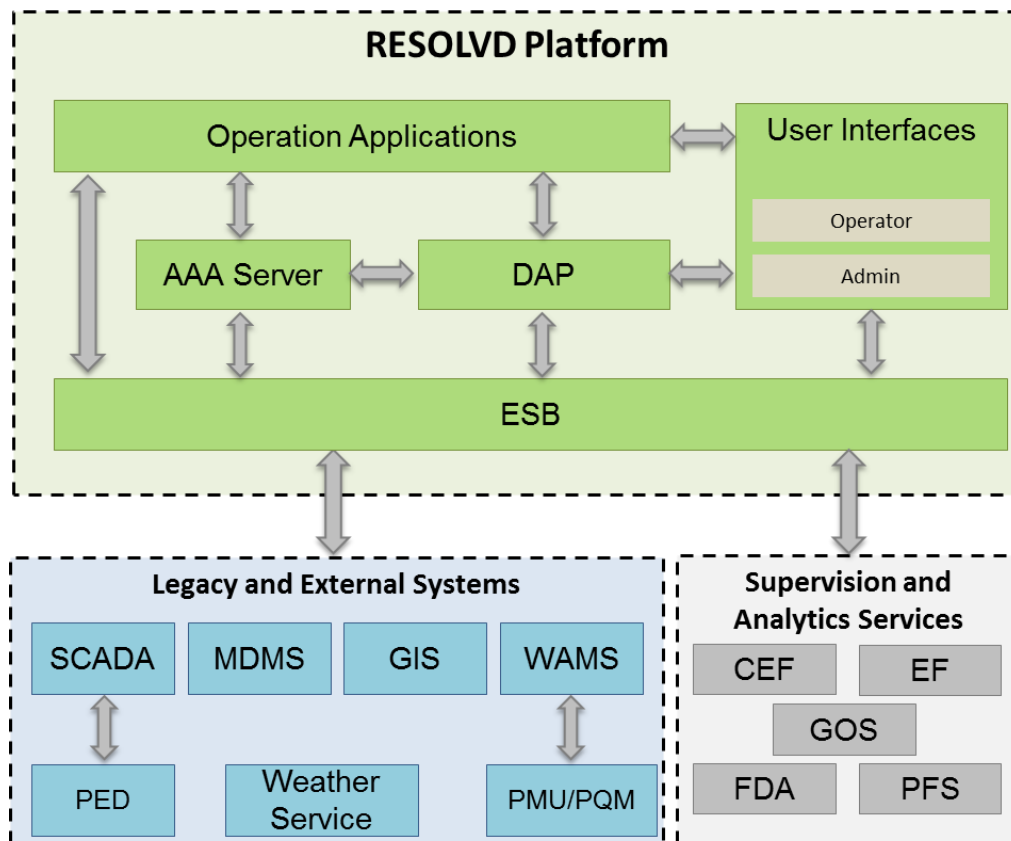 RESOLVD Platform
Operation Applications
User Interfaces
Operator
Admin
AAA Server
DAP
ESB
Legacy and External Systems
SCADA
MDMS
GIS
WAMS
PED
Weather
Service
PMU/PQM
Supervision and
Analytics Services
CEF
EF
GOS
FDA
PFS